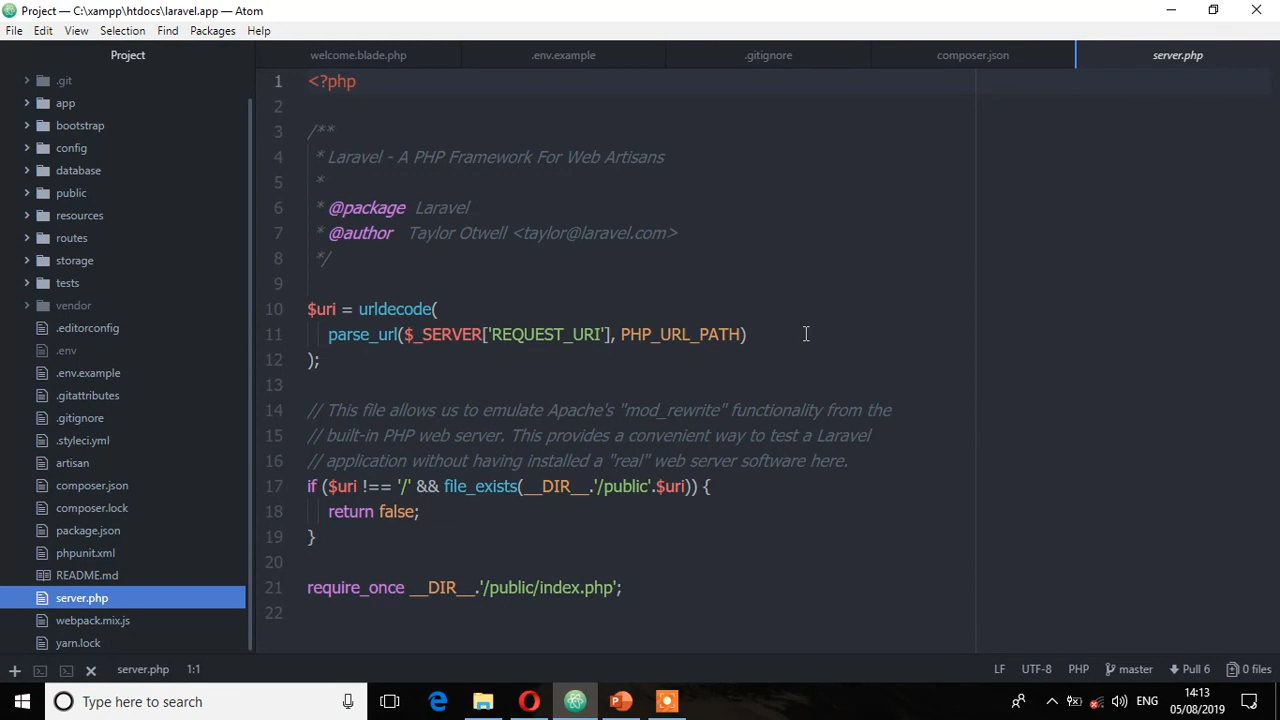 Project — C:\xampp\htdocs\laravel.app — Atom
File Edit View Selection Find Packages Help
Project
welcome.blade.php
.env.example
.gitignore
composer.json
server.php
.git
app
bootstrap
config
database
public
resources
routes
storage
tests
vendor
.editorconfig
.env
.env.example
.gitattributes
.gitignore
.styleci.yml
artisan
composer.json
composer.lock
package.json
phpunit.xml
README.md
server.php
webpack.mix.js
yarn.lock
1 <?php
2
3 /**
4 * Laravel - A PHP Framework For Web Artisans
5 *
6 * @package  Laravel
7 * @author   Taylor Otwell <taylor@laravel.com>
8 */
9
10 $uri = urldecode(
11 parse_url($_SERVER['REQUEST_URI'], PHP_URL_PATH)
12 );
13
14 // This file allows us to emulate Apache's "mod_rewrite" functionality from the
15 // built-in PHP web server. This provides a convenient way to test a Laravel
16 // application without having installed a "real" web server software here.
17 if ($uri !== '/' && file_exists(__DIR__.'/public'.$uri)) {
18 return false;
19 }
20
21 require_once __DIR__.'/public/index.php';
22
server.php 1:1
LF UTF-8 PHP master Pull 6 0 files
Type here to search
ENG
14:13
05/08/2019